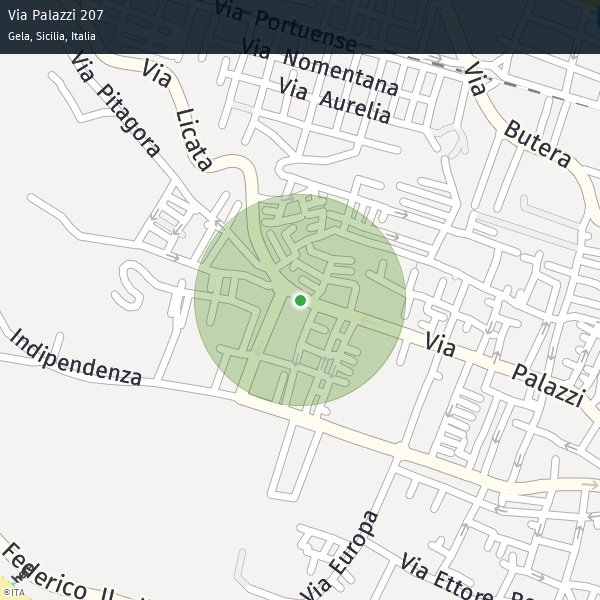 Via Palazzi 207
Gela, Sicilia, Italia
Via Portuense
Via Nomentana
Via Aurelia
Via Pitagora
Via Licata
Via Butera
Indipendenza
Via Palazzi
Via Europa
Via Ettore
Federico II
©ITA